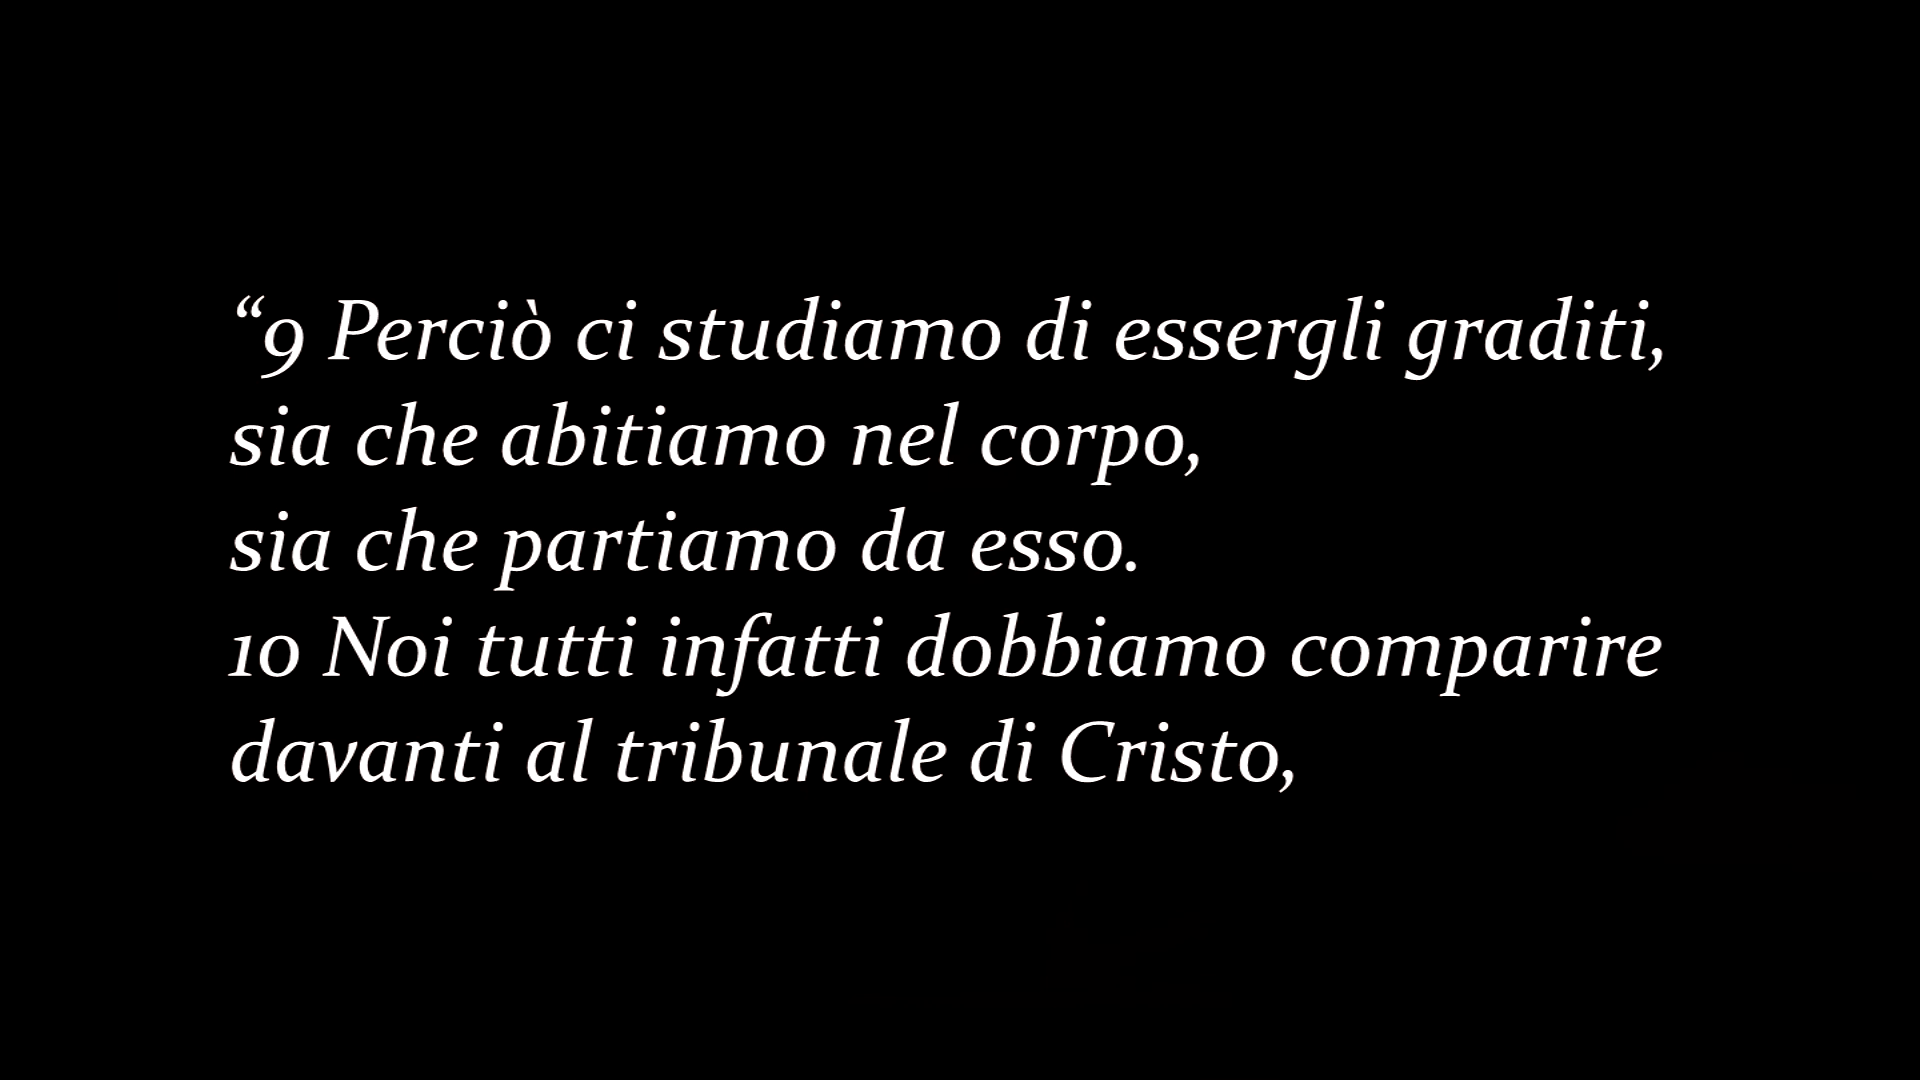 “9 Perciò ci studiamo di essergli graditi,
sia che abitiamo nel corpo,
sia che partiamo da esso.
10 Noi tutti infatti dobbiamo comparire
davanti al tribunale di Cristo,